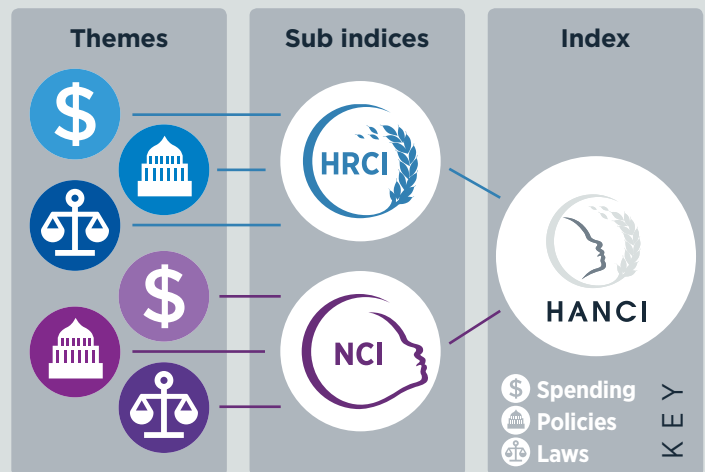 Themes
Sub indices
Index
$
HRCI
HANCI
$
NCI
$ Spending
Policies
Laws
KEY